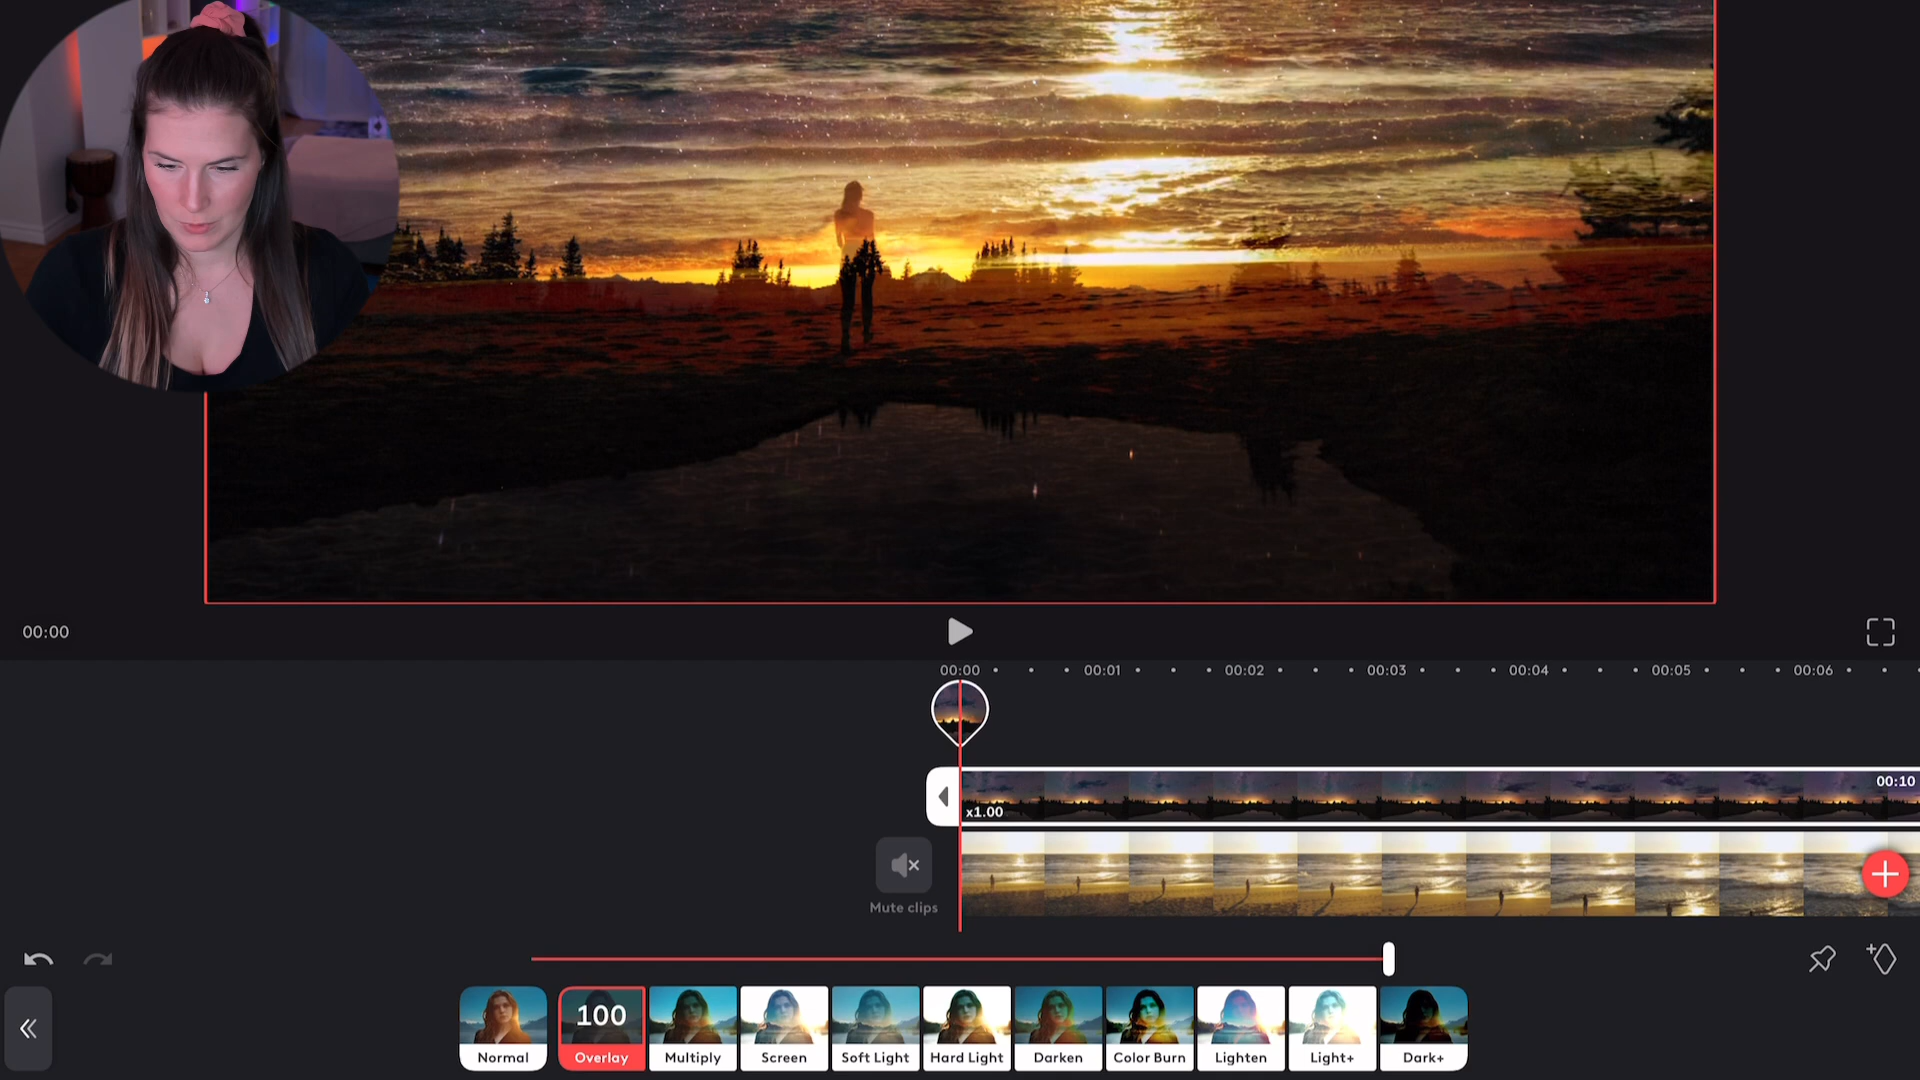 00:00
00:00 00:01 00:02 00:03 00:04 00:05 00:06
00:10
x1.00
Mute clips
100
Normal Overlay Multiply Screen Soft Light Hard Light Darken Color Burn Lighten Light+ Dark+